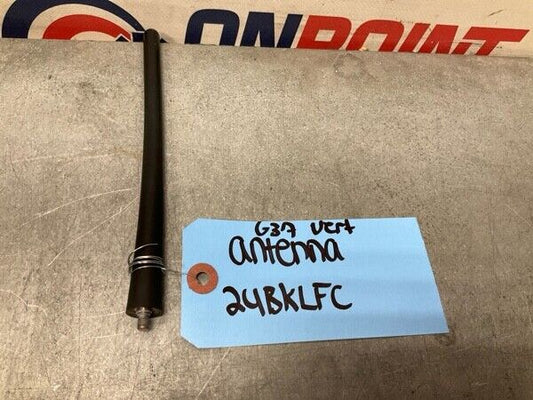 ONPOINT
G37 vert
antenna
24BKLFC